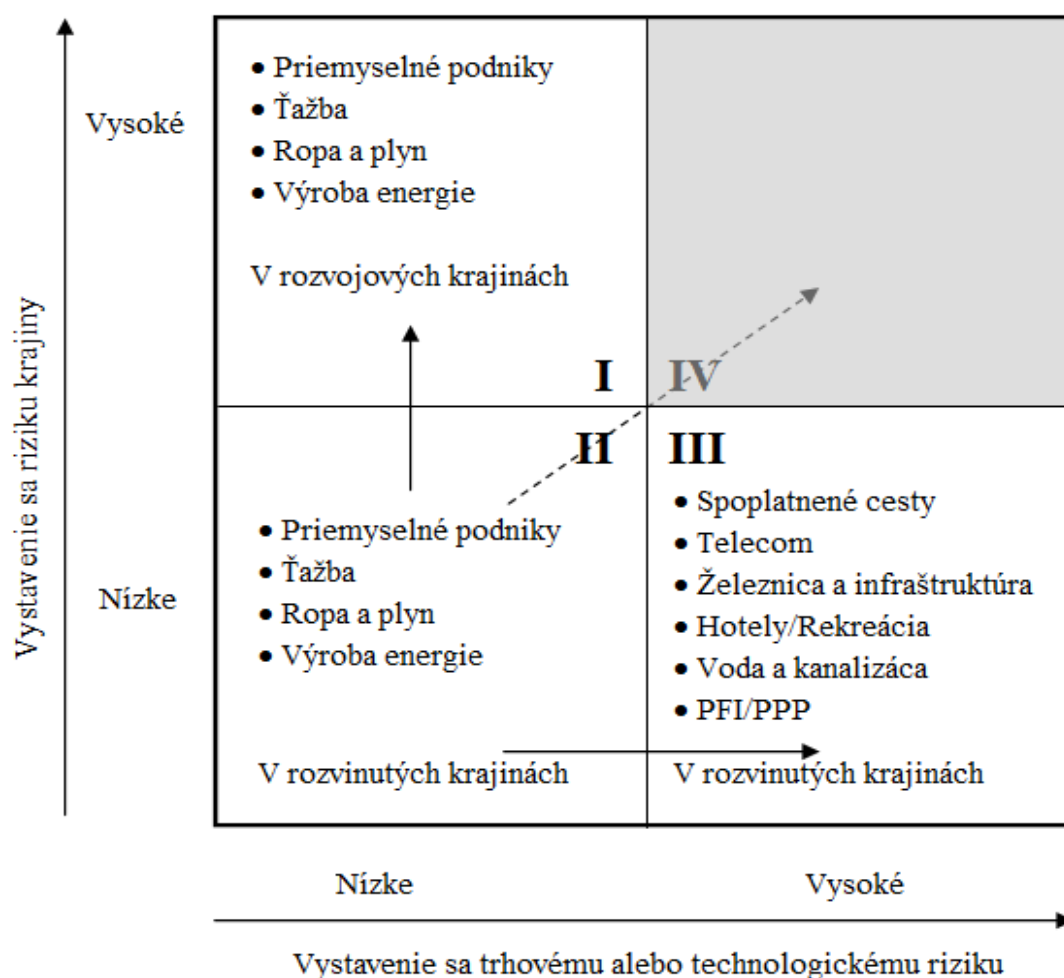 Vystavenie sa riziku krajiny
Vysoké
• Priemyselné podniky
• Ťažba
• Ropa a plyn
• Výroba energie
V rozvojových krajinách
I
IV
II
III
Nízke
• Priemyselné podniky
• Ťažba
• Ropa a plyn
• Výroba energie
V rozvinutých krajinách
• Spoplatnené cesty
• Telecom
• Železnica a infraštruktúra
• Hotely/Rekreácia
• Voda a kanalizáca
• PFI/PPP
V rozvinutých krajinách
Nízke
Vysoké
Vystavenie sa trhovému alebo technologickému riziku